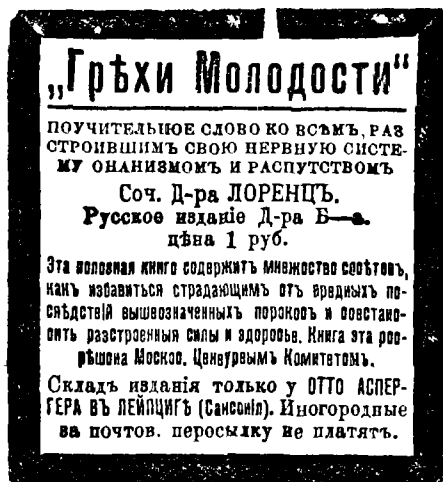 „Грѣхи Молодости“
ПОУЧИТЕЛЬНОЕ СЛОВО КО ВСѢМЪ, РАЗ
СТРОИВШИМЪ СВОЮ НЕРВНУЮ СИСТЕ-
МУ ОНАНИЗМОМЪ И РАСПУТСТВОМЪ
Соч. Д-ра ЛОРЕНЦЪ.
Русское изданіе Д-ра Б—а.
цѣна 1 руб.
Эта полезная книга содержитъ множество совѣтовъ,
какъ избавиться страдающимъ отъ вредныхъ по-
слѣдствій вышеозначенныхъ пороковъ и возстано-
вить разстроенныя силы и здоровье. Книга эта раз-
рѣшена Москов. Цензурнымъ Комитетомъ.
Складъ изданія только у ОТТО АСПЕР-
ГЕРА ВЪ ЛЕЙПЦИГѢ (Саксонія). Иногородные
за почтов. пересылку не платятъ.